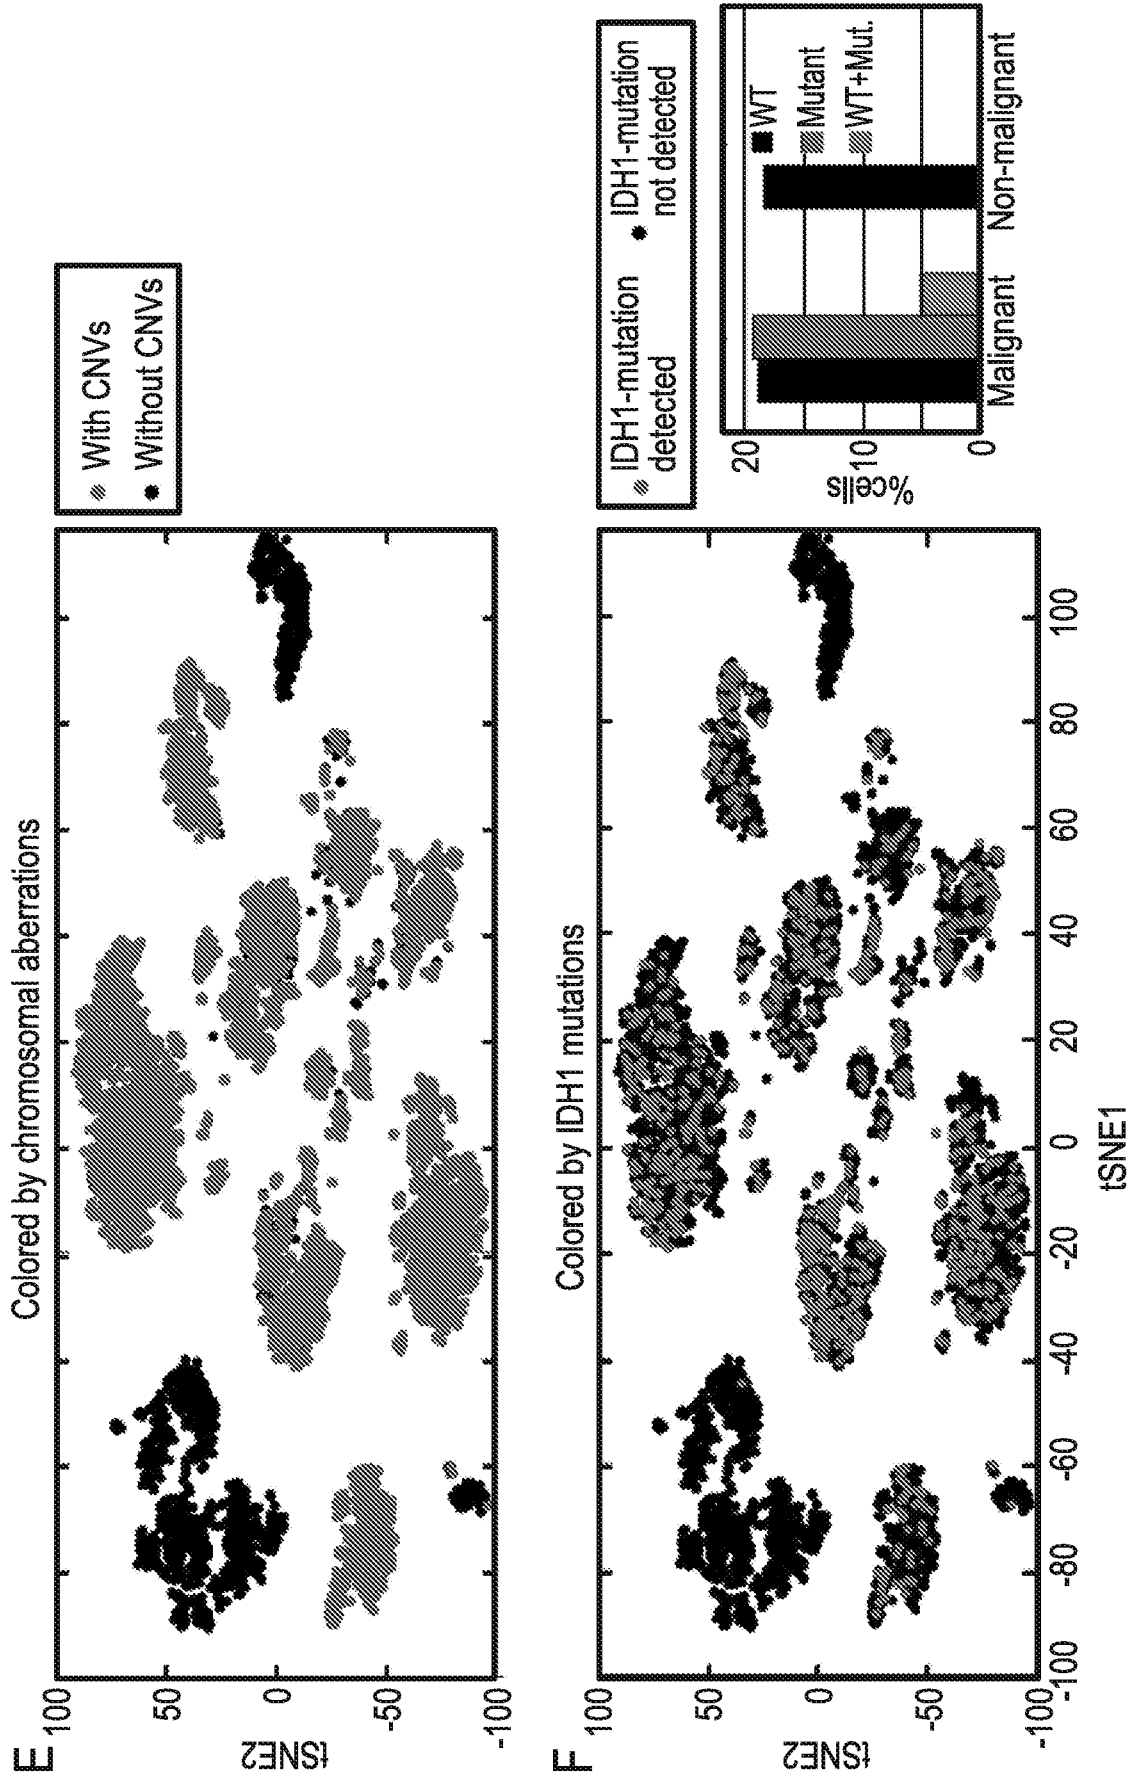 E
Colored by chromosomal aberrations
With CNVs
Without CNVs
tSNE2
100
50
0
-50
-100
F
Colored by IDH1 mutations
IDH1-mutation
detected
IDH1-mutation
not detected
tSNE2
100
50
0
-50
-100
-100
-80
-60
-40
-20
0
20
40
60
80
100
tSNE1
%cells
20
10
0
WT
Mutant
WT+Mut.
Malignant
Non-malignant